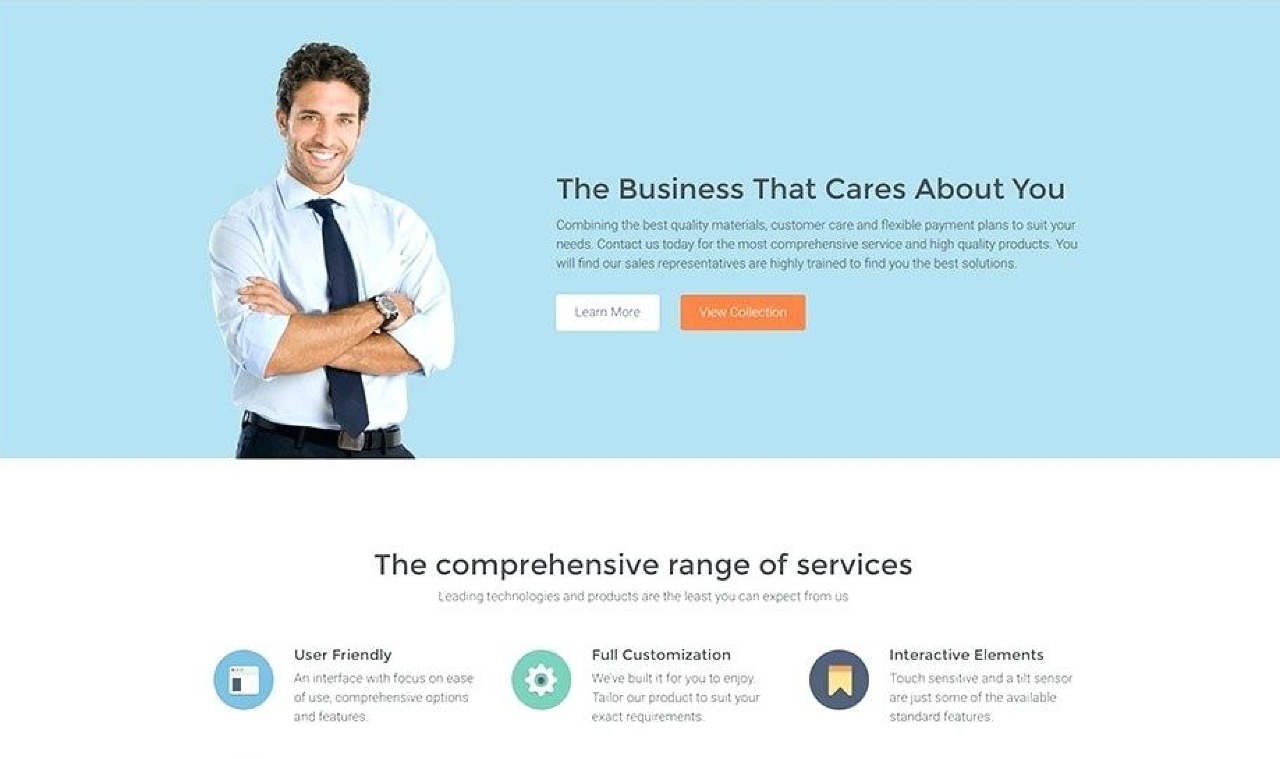 The Business That Cares About You
Combining the best quality materials, customer care and flexible payment plans to suit your
needs. Contact us today for the most comprehensive service and high quality products. You
will find our sales representatives are highly trained to find you the best solutions.
Learn More
View Collection
The comprehensive range of services
Leading technologies and products are the least you can expect from us
User Friendly
An interface with focus on ease
of use, comprehensive options
and features.
Full Customization
We've built it for you to enjoy.
Tailor our product to suit your
exact requirements.
Interactive Elements
Touch sensitive and a tilt sensor
are just some of the available
standard features.